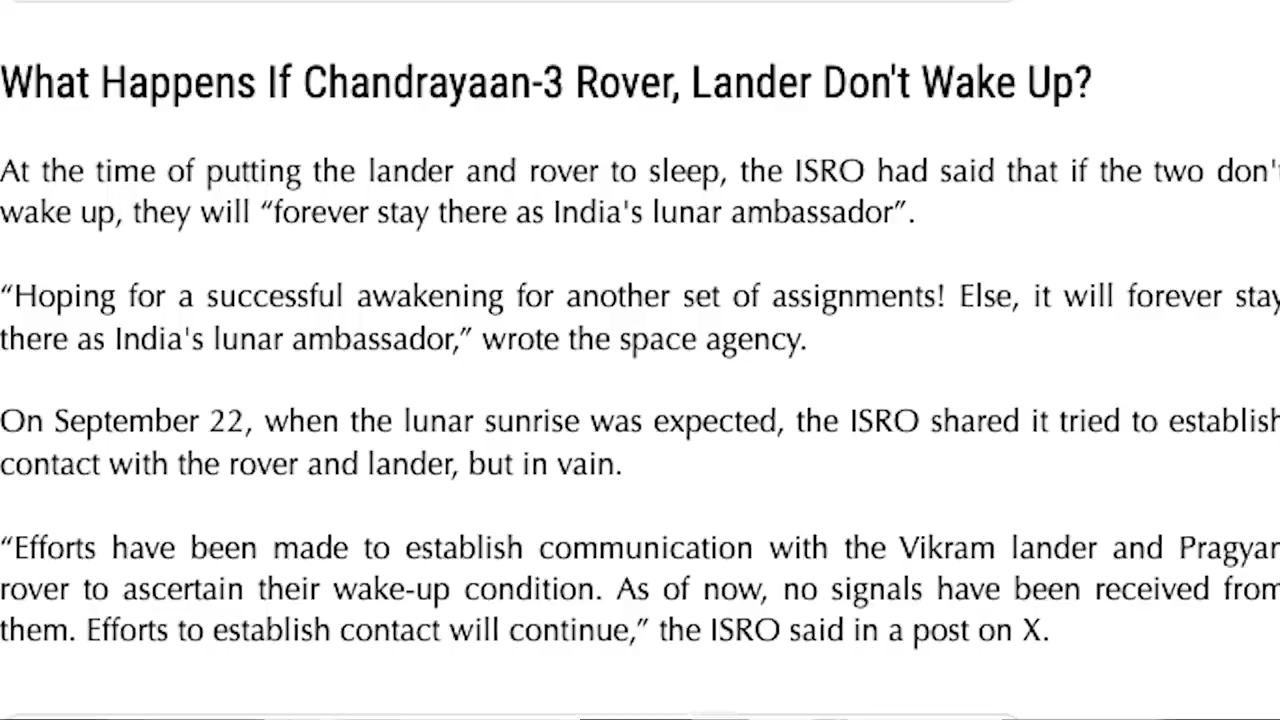 What Happens If Chandrayaan-3 Rover, Lander Don't Wake Up?
At the time of putting the lander and rover to sleep, the ISRO had said that if the two don't
wake up, they will “forever stay there as India's lunar ambassador”.
“Hoping for a successful awakening for another set of assignments! Else, it will forever stay
there as India's lunar ambassador,” wrote the space agency.
On September 22, when the lunar sunrise was expected, the ISRO shared it tried to establish
contact with the rover and lander, but in vain.
“Efforts have been made to establish communication with the Vikram lander and Pragyan
rover to ascertain their wake-up condition. As of now, no signals have been received from
them. Efforts to establish contact will continue,” the ISRO said in a post on X.